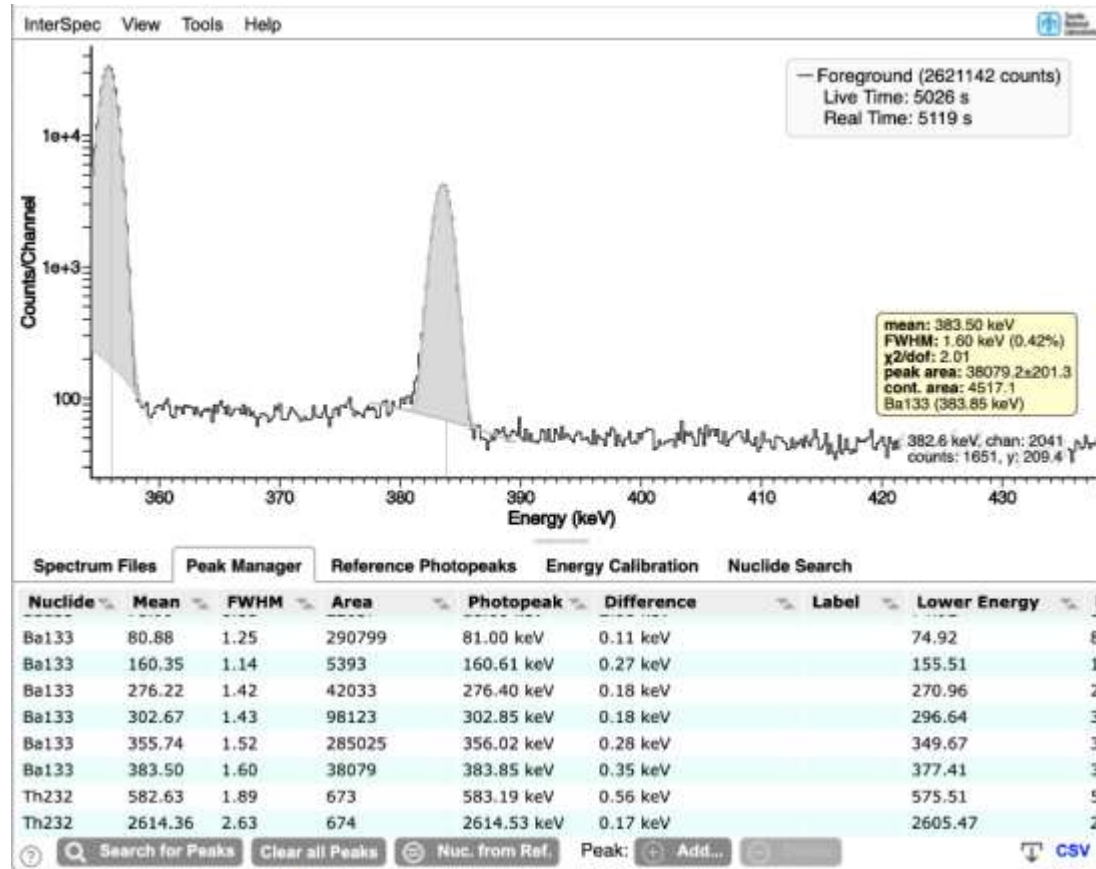 InterSpec View Tools Help
Foreground (2621142 counts)
Live Time: 5026 s
Real Time: 5119 s
Counts/Channel
1e+4
1e+3
100
mean: 383.50 keV
FWHM: 1.60 keV (0.42%)
χ2/dof: 2.01
peak area: 38079.2±201.3
cont. area: 4517.1
Ba133 (383.85 keV)
382.6 keV, chan: 2041
counts: 1651, y: 209.4
360 370 380 390 400 410 420 430
Energy (keV)
Spectrum Files Peak Manager Reference Photopeaks Energy Calibration Nuclide Search
Nuclide Mean FWHM Area Photopeak Difference Label Lower Energy
Ba133 80.88 1.25 290799 81.00 keV 0.11 keV 74.92
Ba133 160.35 1.14 5393 160.61 keV 0.27 keV 155.51
Ba133 276.22 1.42 42033 276.40 keV 0.18 keV 270.96
Ba133 302.67 1.43 98123 302.85 keV 0.18 keV 296.64
Ba133 355.74 1.52 285025 356.02 keV 0.28 keV 349.67
Ba133 383.50 1.60 38079 383.85 keV 0.35 keV 377.41
Th232 582.63 1.89 673 583.19 keV 0.56 keV 575.51
Th232 2614.36 2.63 674 2614.53 keV 0.17 keV 2605.47
? Search for Peaks Clear all Peaks Nuc. from Ref. Peak: Add... CSV